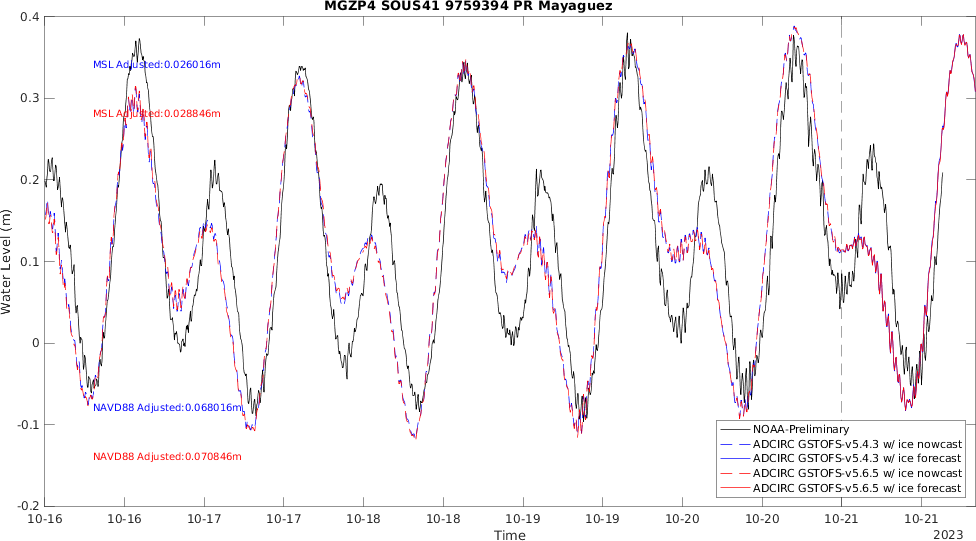 MGZP4 SOUS41 9759394 PR Mayaguez
0.4
0.3
0.2
0.1
0
-0.1
-0.2
Water Level (m)
MSL Adjusted:0.026016m
MSL Adjusted:0.028846m
NAVD88 Adjusted:0.068016m
NAVD88 Adjusted:0.070846m
NOAA-Preliminary
ADCIRC GSTOFS-v5.4.3 w/ ice nowcast
ADCIRC GSTOFS-v5.4.3 w/ ice forecast
ADCIRC GSTOFS-v5.6.5 w/ ice nowcast
ADCIRC GSTOFS-v5.6.5 w/ ice forecast
10-16 10-16 10-17 10-17 10-18 10-18 10-19 10-19 10-20 10-20 10-21 10-21
Time
2023